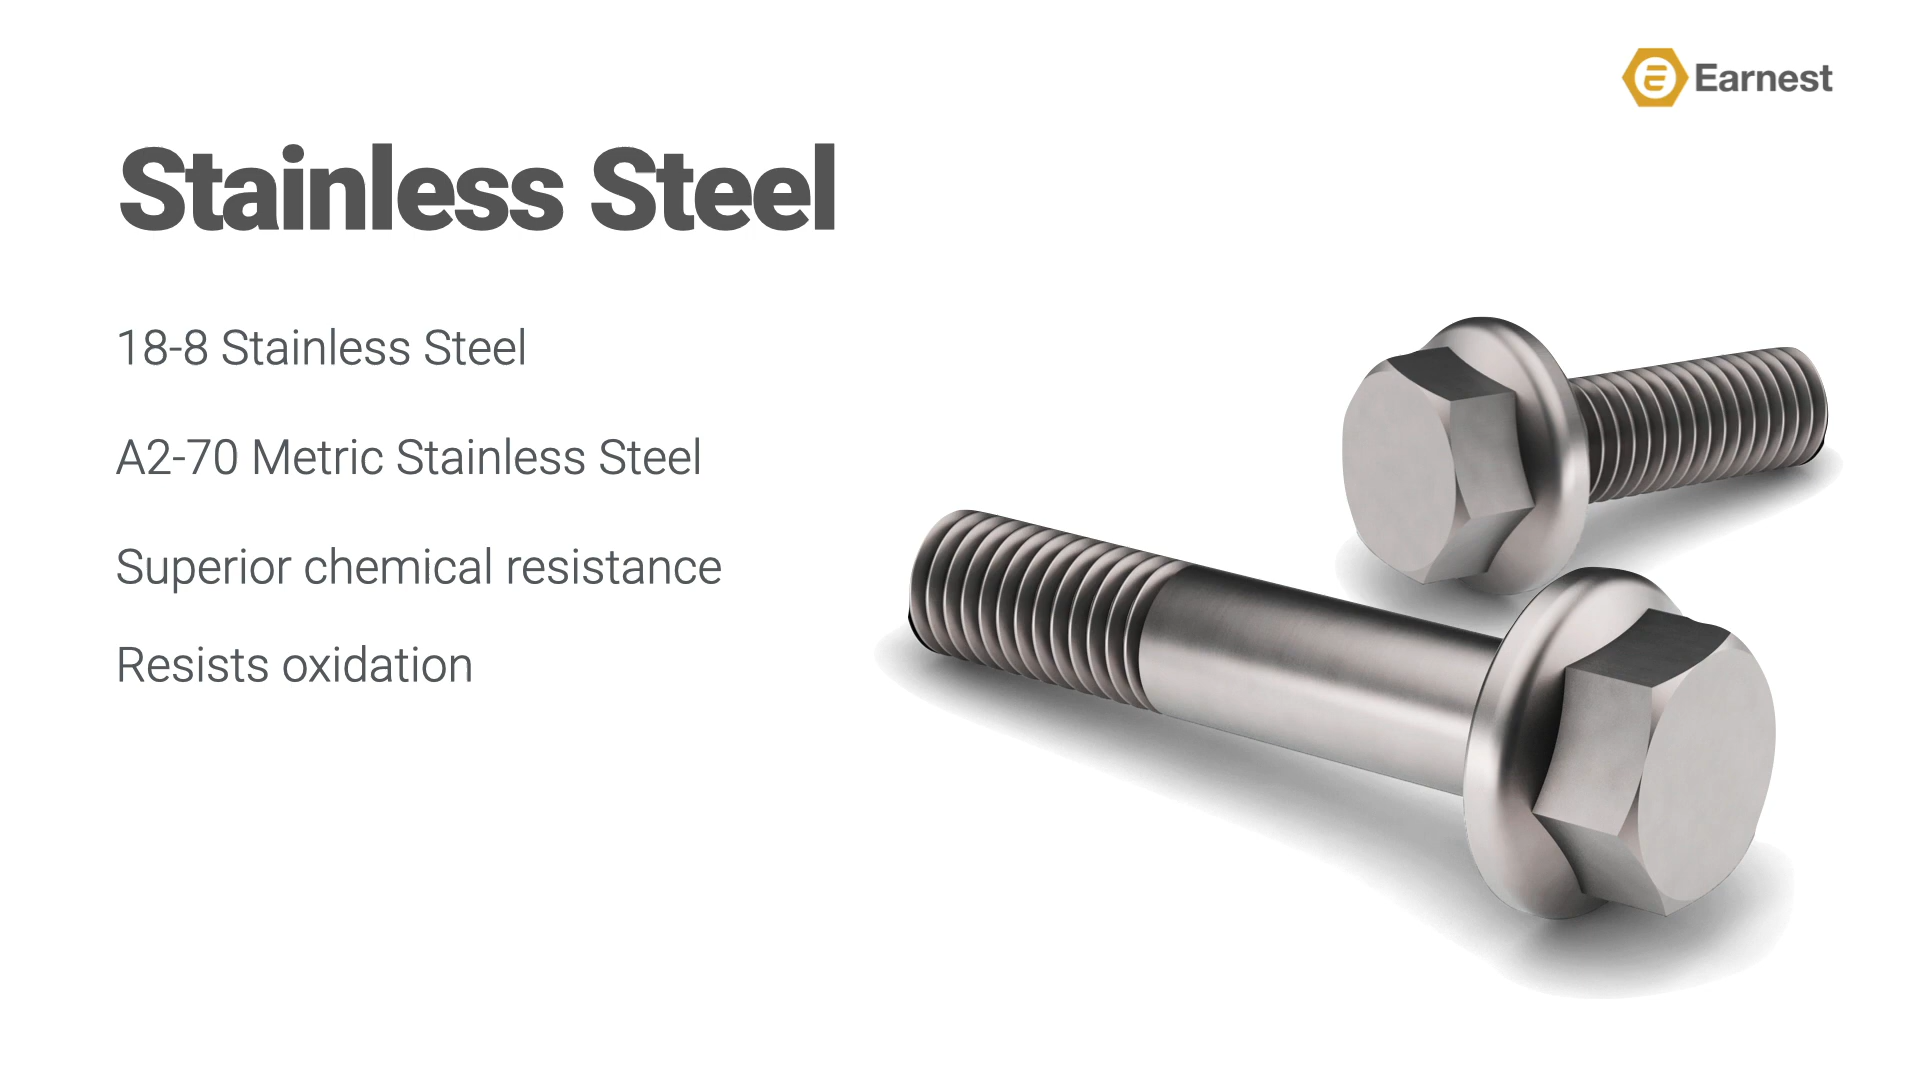 Earnest
Stainless Steel
18-8 Stainless Steel
A2-70 Metric Stainless Steel
Superior chemical resistance
Resists oxidation